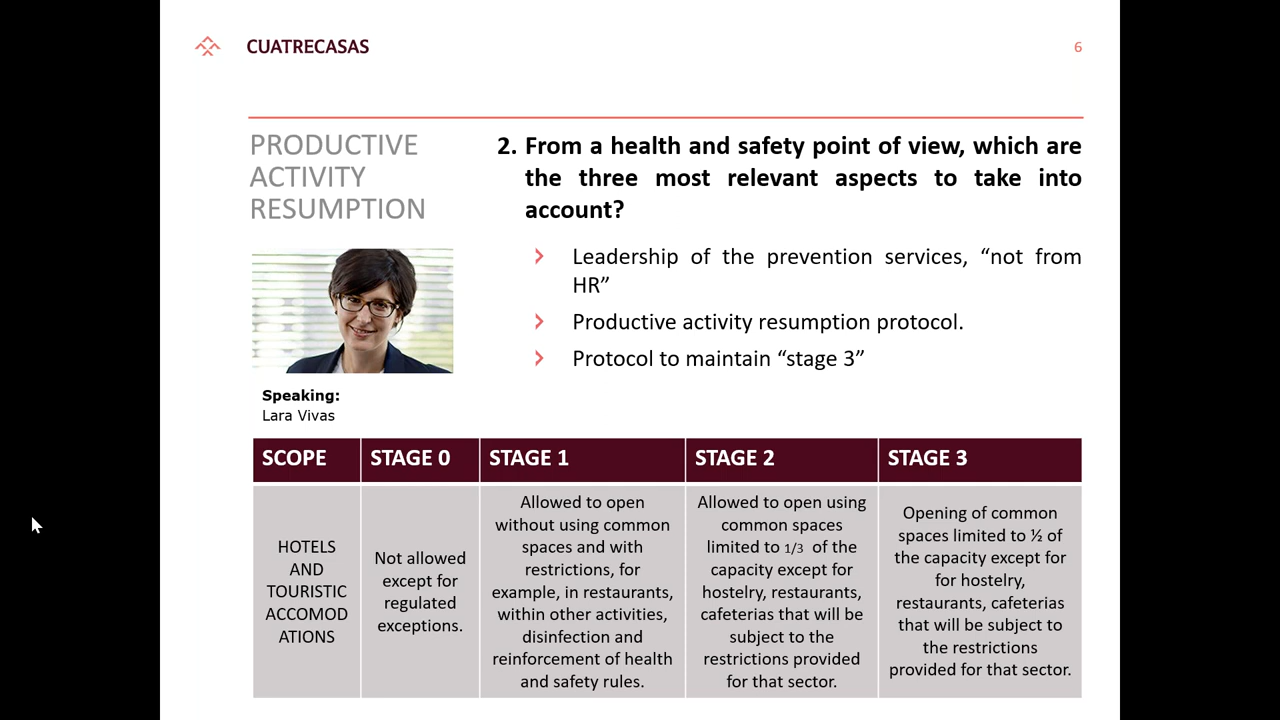 CUATRECASAS
6
PRODUCTIVE
ACTIVITY
RESUMPTION
2. From a health and safety point of view, which are
the three most relevant aspects to take into
account?
Leadership of the prevention services, “not from
HR”
Productive activity resumption protocol.
Protocol to maintain “stage 3”
Speaking:
Lara Vivas
SCOPE
STAGE 0
STAGE 1
STAGE 2
STAGE 3
HOTELS
AND
TOURISTIC
ACCOMOD
ATIONS
Not allowed
except for
regulated
exceptions.
Allowed to open
without using common
spaces and with
restrictions, for
example, in restaurants,
within other activities,
disinfection and
reinforcement of health
and safety rules.
Allowed to open using
common spaces
limited to 1/3 of the
capacity except for
hostelry, restaurants,
cafeterias that will be
subject to the
restrictions provided
for that sector.
Opening of common
spaces limited to ½ of
the capacity except for
for hostelry,
restaurants, cafeterias
that will be subject to
the restrictions
provided for that sector.